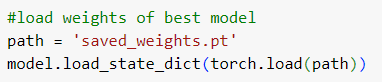 #load weights of best model
path = 'saved_weights.pt'
model.load_state_dict(torch.load(path))